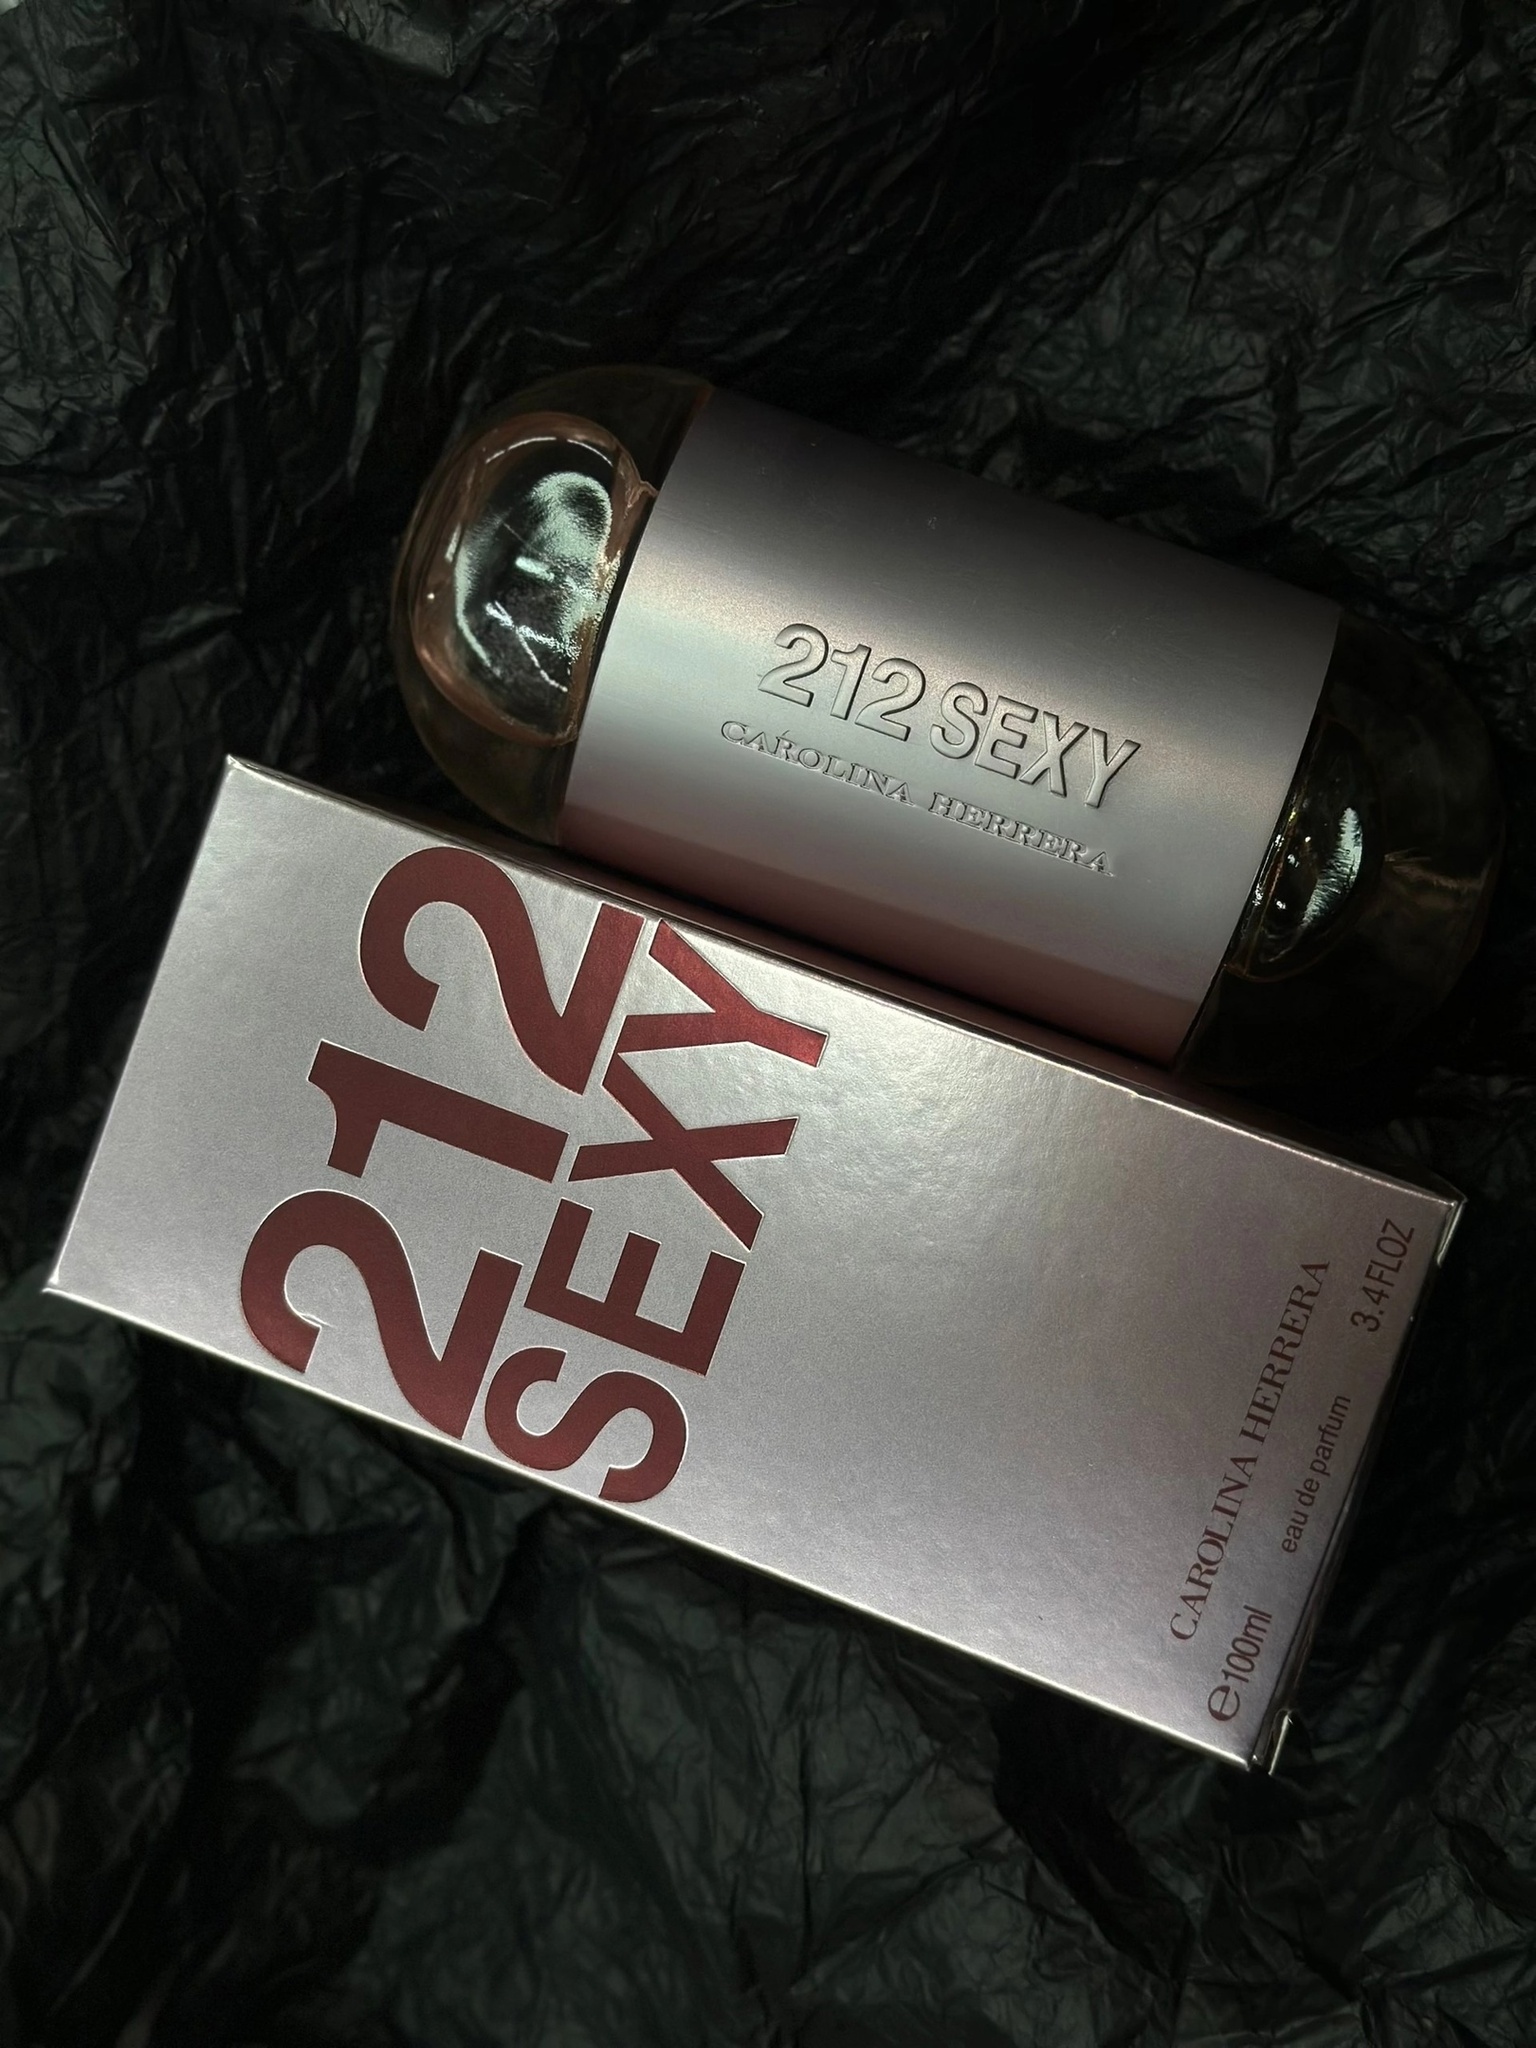 212 SEXY
CAROLINA HERRERA
212
SEXY
CAROLINA HERRERA
eau de parfum
e100ml
3.4FLOZ